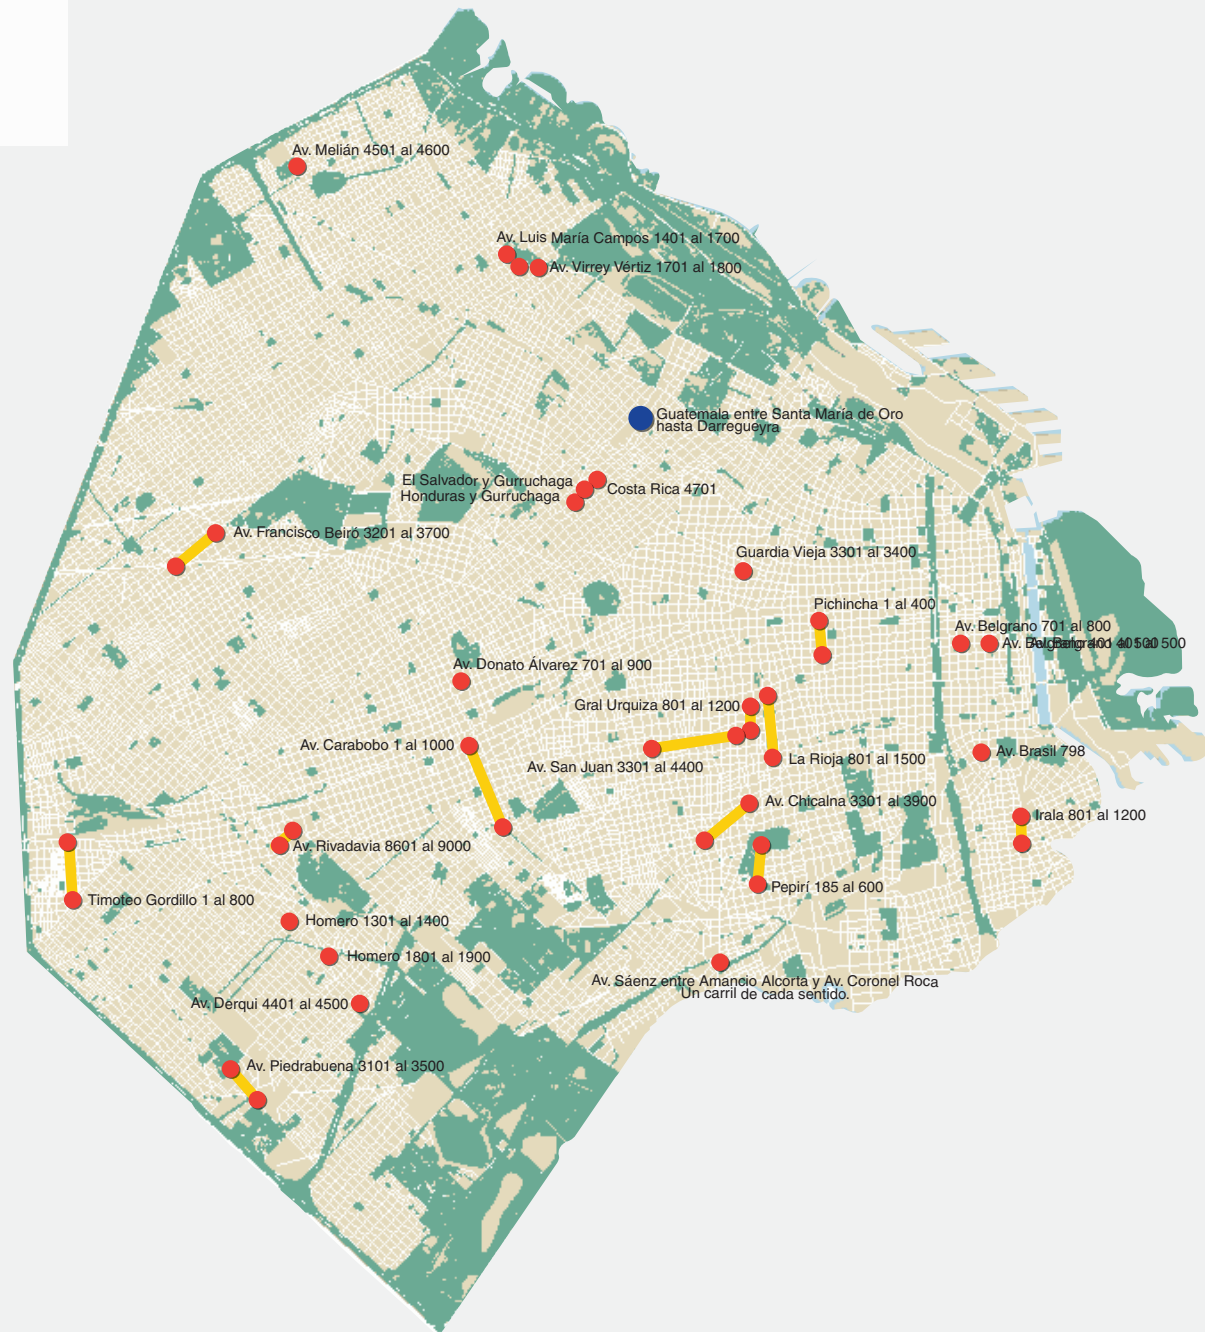 Av. Melián 4501 al 4600
Av. Luis María Campos 1401 al 1700
Av. Virrey Vértiz 1701 al 1800
Guatemala entre Santa María de Oro
hasta Darregueyra
El Salvador y Gurruchaga
Costa Rica 4701
Honduras y Gurruchaga
Av. Francisco Beiró 3201 al 3700
Guardia Vieja 3301 al 3400
Pichincha 1 al 400
Av. Belgrano 701 al 800
Av. Belgrano 401 al 500
Av. Donato Álvarez 701 al 900
Gral Urquiza 801 al 1200
Av. Carabobo 1 al 1000
Av. Brasil 798
La Rioja 801 al 1500
Av. San Juan 3301 al 4400
Av. Chicalna 3301 al 3900
Irala 801 al 1200
Av. Rivadavia 8601 al 9000
Pepirí 185 al 600
Timoteo Gordillo 1 al 800
Homero 1301 al 1400
Homero 1801 al 1900
Av. Sáenz entre Amancio Alcorta y Av. Coronel Roca
Un carril de cada sentido.
Av. Derqui 4401 al 4500
Av. Piedrabuena 3101 al 3500